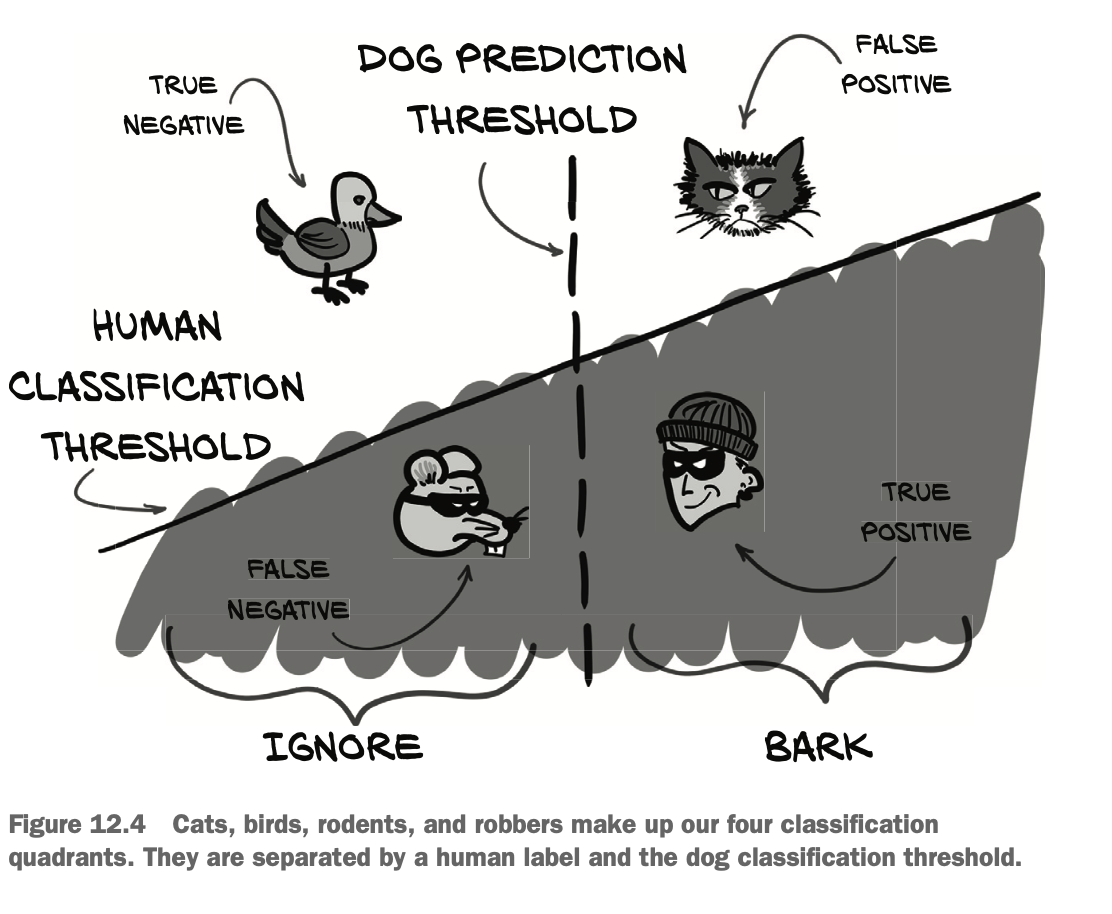 DOG PREDICTION
THRESHOLD
TRUE
NEGATIVE
FALSE
POSITIVE
HUMAN
CLASSIFICATION
THRESHOLD
FALSE
NEGATIVE
TRUE
POSITIVE
IGNORE
BARK
Figure 12.4 Cats, birds, rodents, and robbers make up our four classification
quadrants. They are separated by a human label and the dog classification threshold.